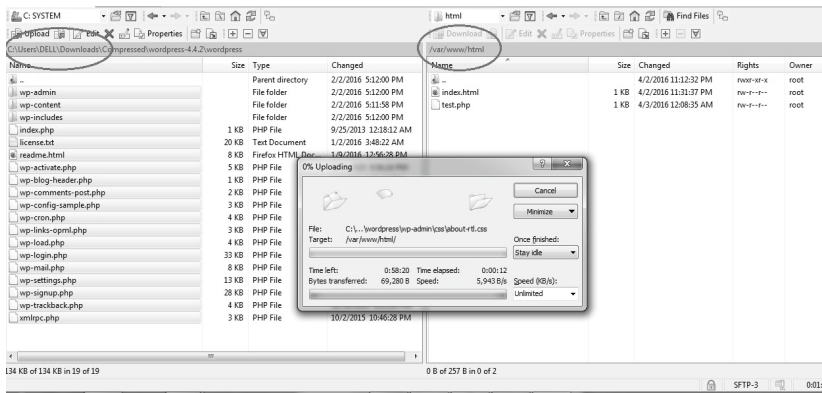 C: SYSTEM
html
Find Files
Upload Edit Properties
Download Edit Properties
C:\Users\DELL\Downloads\Compressed\wordpress-4.4.2\wordpress
/var/www/html
Name Size Type Changed
Name Size Changed Rights Owner
.. Parent directory 2/2/2016 5:12:00 PM
.. 4/2/2016 11:12:32 PM rwxr-xr-x root
wp-admin File folder 2/2/2016 5:12:00 PM
index.html 1 KB 4/2/2016 11:31:37 PM rw-r--r-- root
wp-content File folder 2/2/2016 5:11:58 PM
test.php 1 KB 4/3/2016 12:08:35 AM rw-r--r-- root
wp-includes File folder 2/2/2016 5:12:00 PM
index.php 1 KB PHP File 9/25/2013 12:18:12 AM
license.txt 20 KB Text Document 1/2/2016 3:48:22 AM
readme.html 8 KB Firefox HTML Doc... 1/9/2016 12:56:28 PM
wp-activate.php 5 KB PHP File
wp-blog-header.php 1 KB PHP File
wp-comments-post.php 2 KB PHP File
wp-config-sample.php 3 KB PHP File
wp-cron.php 4 KB PHP File
wp-links-opml.php 3 KB PHP File
wp-load.php 4 KB PHP File
wp-login.php 33 KB PHP File
wp-mail.php 8 KB PHP File
wp-settings.php 13 KB PHP File
wp-signup.php 28 KB PHP File
wp-trackback.php 4 KB PHP File
xmlrpc.php 3 KB PHP File 10/2/2015 10:46:28 PM
0% Uploading
Cancel
Minimize
File: C:\...\wordpress\wp-admin\css\about-rtl.css
Target: /var/www/html/
Once finished:
Stay idle
Time left: 0:58:20 Time elapsed: 0:00:12
Bytes transferred: 69,280 B Speed: 5,943 B/s
Speed (KB/s):
Unlimited
134 KB of 134 KB in 19 of 19
0 B of 257 B in 0 of 2
SFTP-3 0:01: